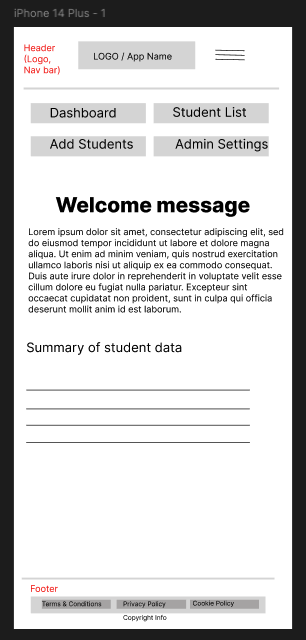 iPhone 14 Plus - 1
Header
(Logo,
Nav bar)
LOGO / App Name
Dashboard
Student List
Add Students
Admin Settings
Welcome message
Lorem ipsum dolor sit amet, consectetur adipiscing elit, sed
do eiusmod tempor incididunt ut labore et dolore magna
aliqua. Ut enim ad minim veniam, quis nostrud exercitation
ullamco laboris nisi ut aliquip ex ea commodo consequat.
Duis aute irure dolor in reprehenderit in voluptate velit esse
cillum dolore eu fugiat nulla pariatur. Excepteur sint
occaecat cupidatat non proident, sunt in culpa qui officia
deserunt mollit anim id est laborum.
Summary of student data
Footer
Terms & Conditions
Privacy Policy
Cookie Policy
Copyright Info